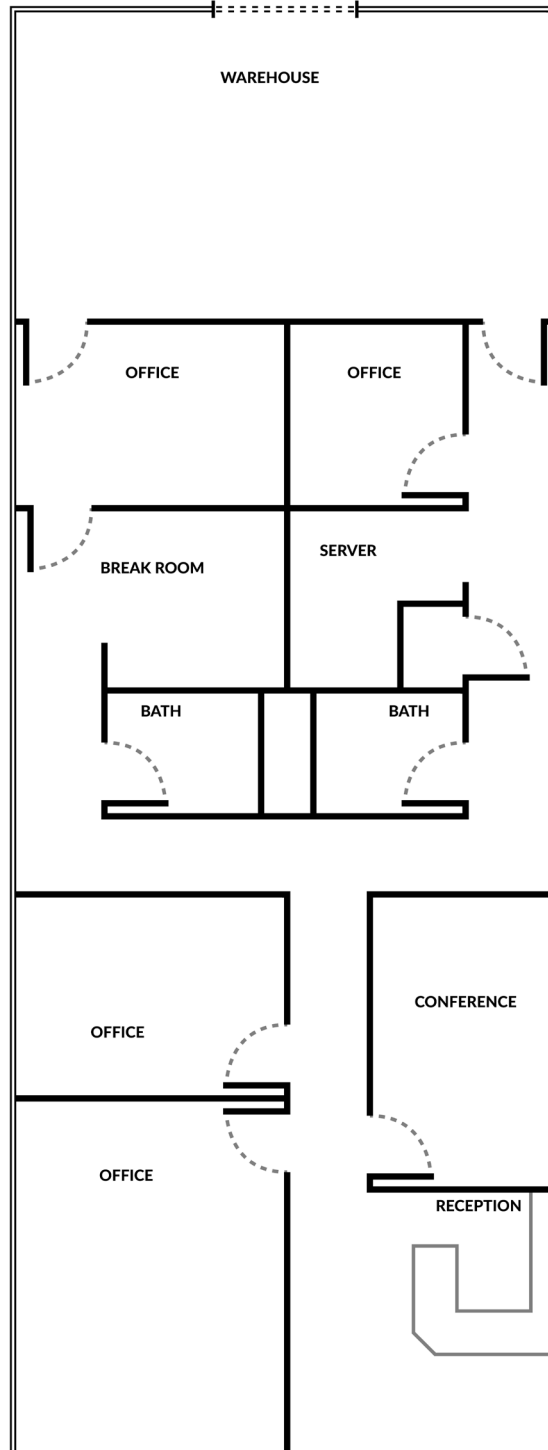 WAREHOUSE
OFFICE
OFFICE
SERVER
BREAK ROOM
BATH
BATH
CONFERENCE
OFFICE
OFFICE
RECEPTION